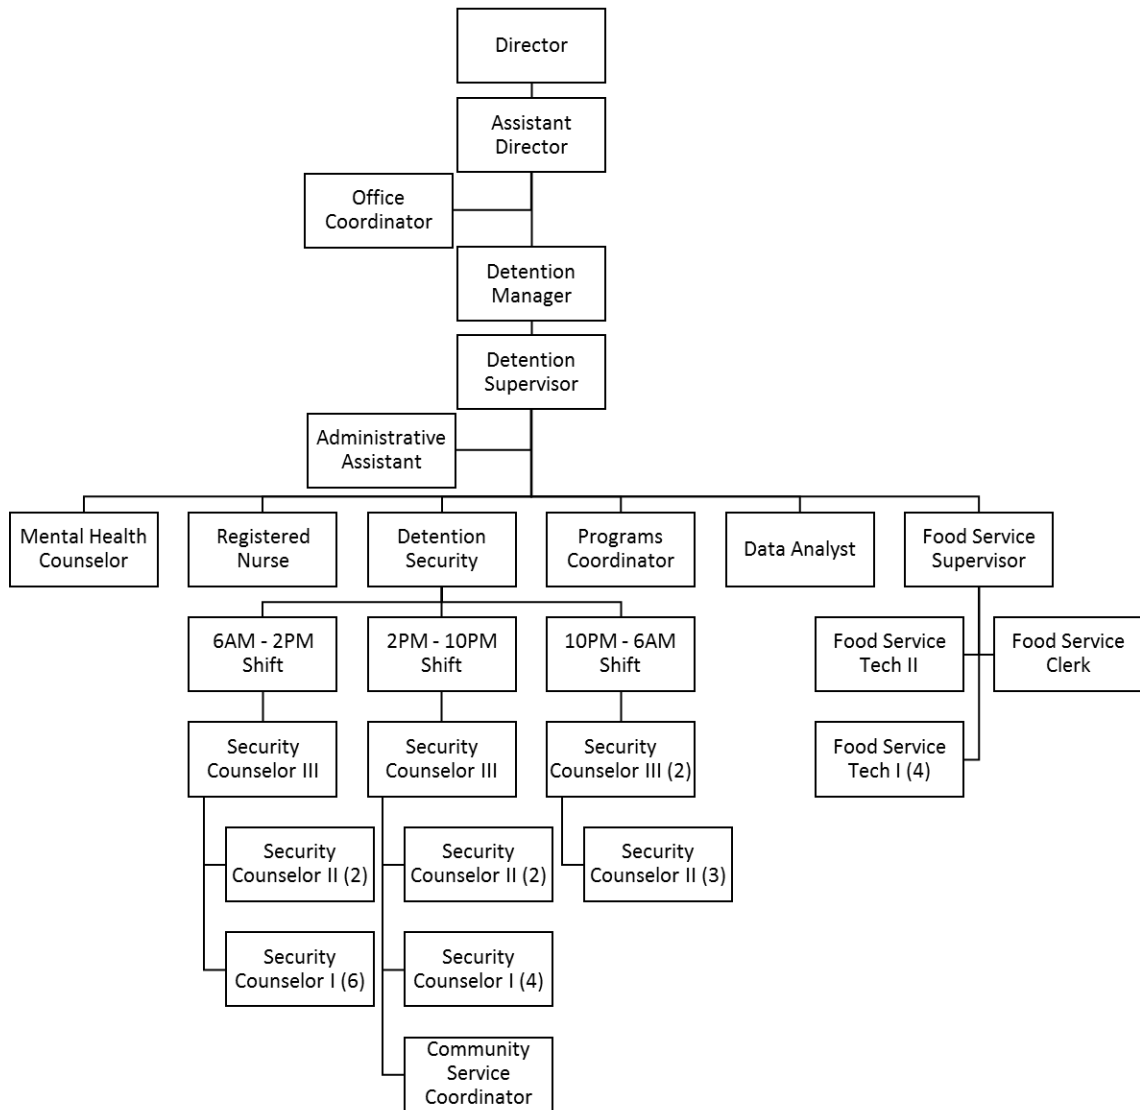 Director
Assistant
Director
Office
Coordinator
Detention
Manager
Detention
Supervisor
Administrative
Assistant
Mental Health
Counselor
Registered
Nurse
Detention
Security
Programs
Coordinator
Data Analyst
Food Service
Supervisor
6AM - 2PM
Shift
2PM - 10PM
Shift
10PM - 6AM
Shift
Food Service
Tech II
Food Service
Clerk
Security
Counselor III
Security
Counselor III
Security
Counselor III (2)
Food Service
Tech I (4)
Security
Counselor II (2)
Security
Counselor II (2)
Security
Counselor II (3)
Security
Counselor I (6)
Security
Counselor I (4)
Community
Service
Coordinator